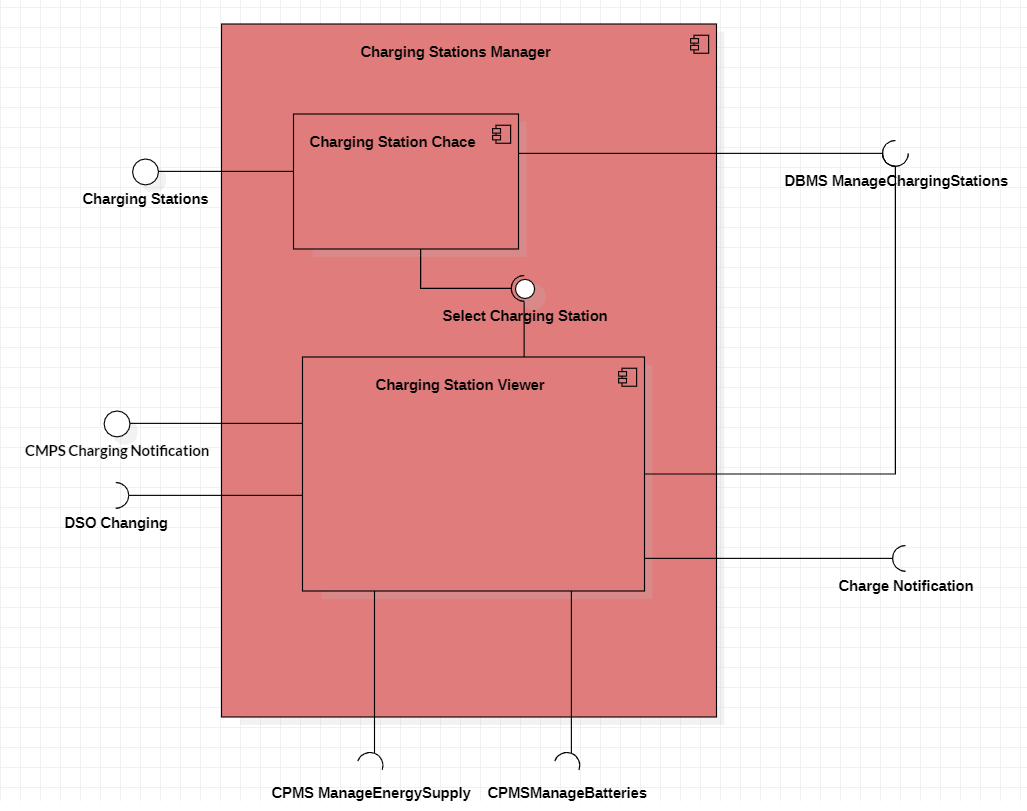 Charging Stations Manager
Charging Station Chace
DBMS ManageChargingStations
Charging Stations
Select Charging Station
Charging Station Viewer
CMPS Charging Notification
DSO Changing
Charge Notification
CPMS ManageEnergySupply
CPMSManageBatteries